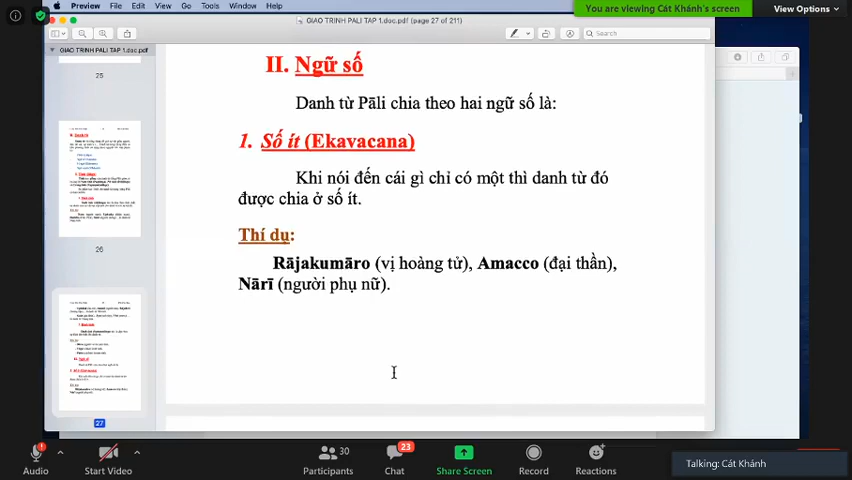 Preview File Edit View Go Tools Window Help
You are viewing Cát Khánh's screen
View Options
GIAO TRINH PALI TAP 1.doc.pdf (page 27 of 211)
Search
GIAO TRINH PALI TAP 1.doc.pdf
25
26
27
II. Ngữ số
Danh từ Pāli chia theo hai ngữ số là:
1. Số ít (Ekavacana)
Khi nói đến cái gì chỉ có một thì danh từ đó
được chia ở số ít.
Thí dụ:
Rājakumāro (vị hoàng tử), Amacco (đại thần),
Nārī (người phụ nữ).
30
23
Audio
Start Video
Participants
Chat
Share Screen
Record
Reactions
Talking: Cát Khánh